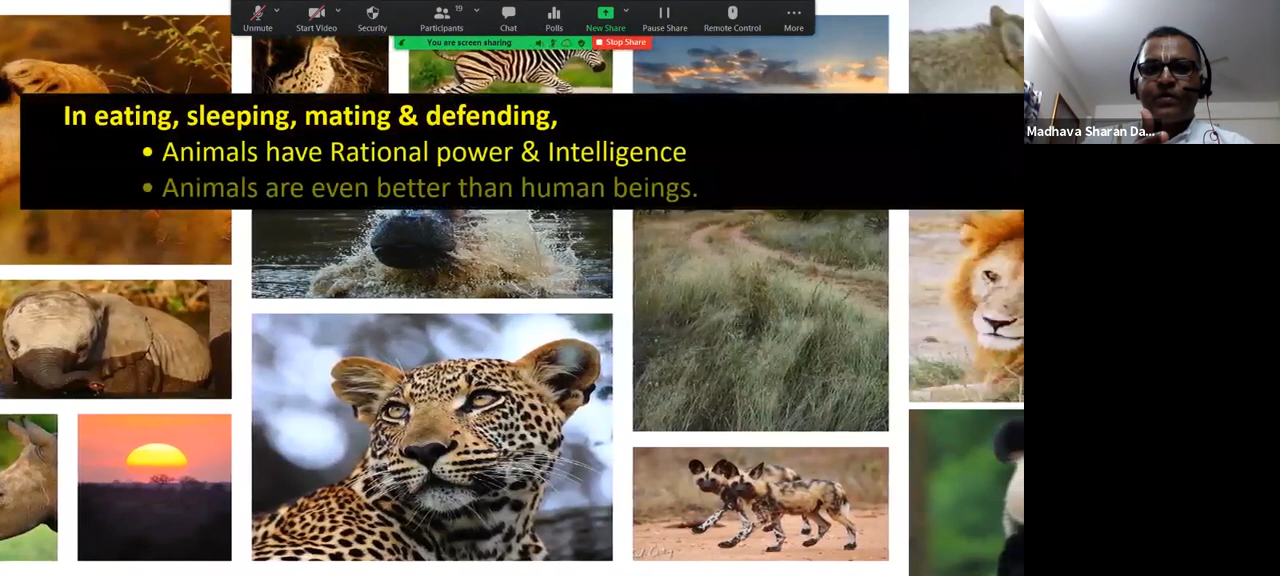 Unmute
Start Video
Security
Participants
19
Chat
Polls
New Share
Pause Share
Remote Control
More
You are screen sharing
Stop Share
In eating, sleeping, mating & defending,
• Animals have Rational power & Intelligence
• Animals are even better than human beings.
Madhava Sharan Da...